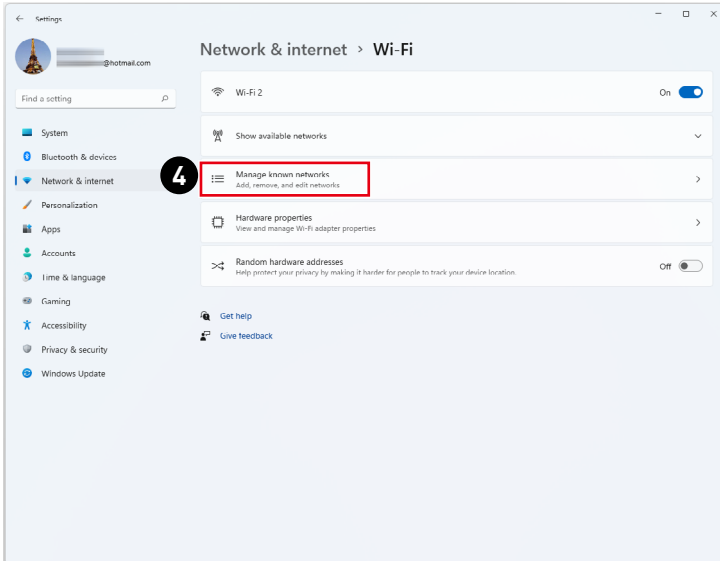 Settings
@hotmail.com
Find a setting
System
Bluetooth & devices
Network & internet
Personalization
Apps
Accounts
Time & language
Gaming
Accessibility
Privacy & security
Windows Update
Network & internet > Wi-Fi
Wi-Fi 2
On
Show available networks
4
Manage known networks
Add, remove, and edit networks
Hardware properties
View and manage Wi-Fi adapter properties
Random hardware addresses
Help protect your privacy by making it harder for people to track your device location.
Off
Get help
Give feedback